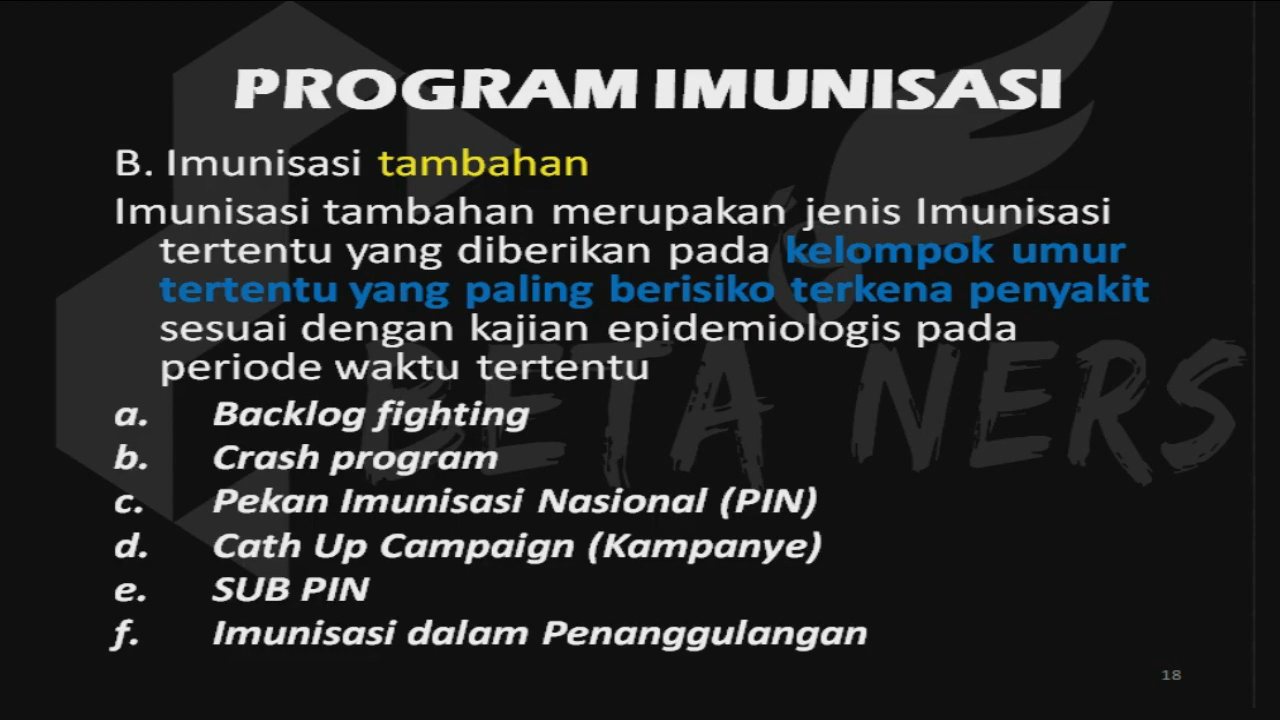 PROGRAM IMUNISASI
B. Imunisasi tambahan
Imunisasi tambahan merupakan jenis Imunisasi
tertentu yang diberikan pada kelompok umur
tertentu yang paling berisiko terkena penyakit
sesuai dengan kajian epidemiologis pada
periode waktu tertentu
a. Backlog fighting
b. Crash program
c. Pekan Imunisasi Nasional (PIN)
d. Cath Up Campaign (Kampanye)
e. SUB PIN
f. Imunisasi dalam Penanggulangan
BETA NERS
18